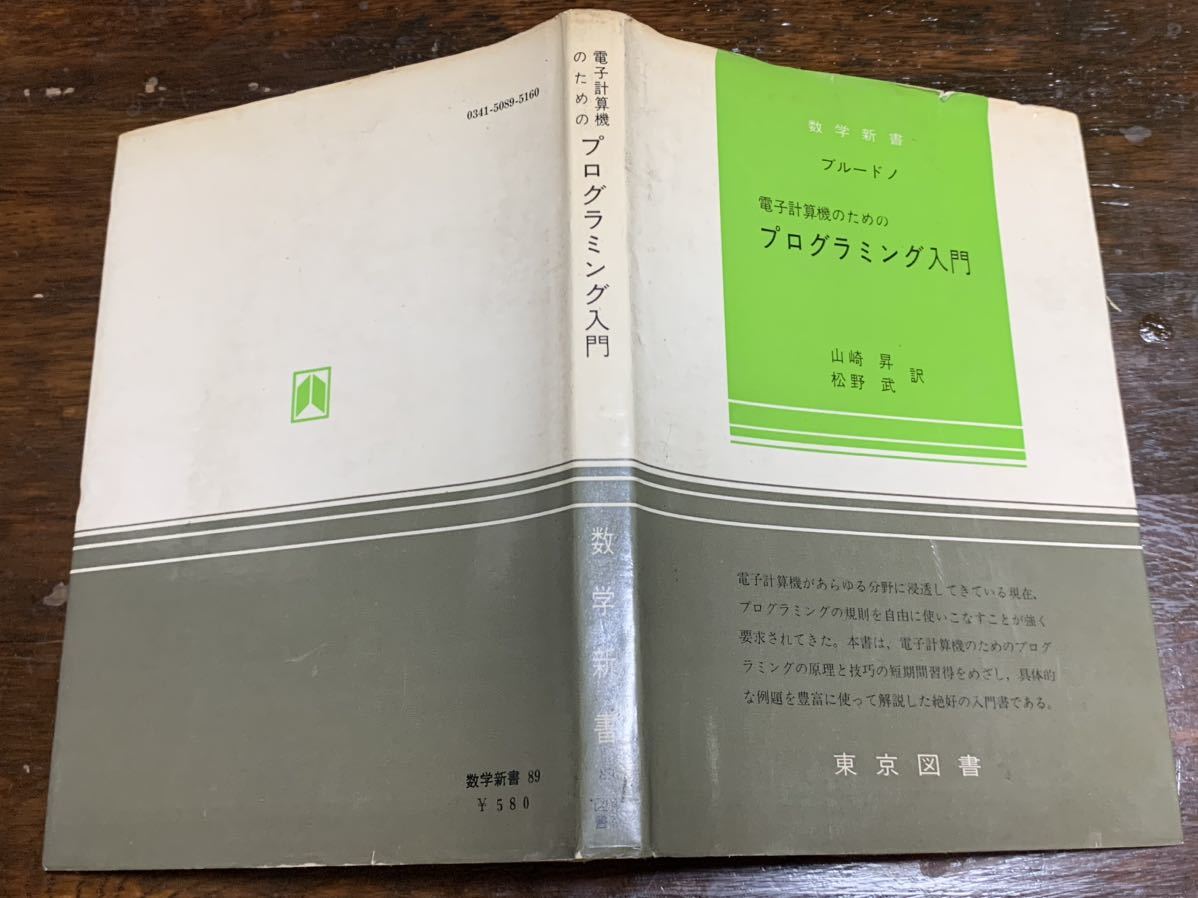 数学新書
ブルードノ
電子計算機のための
プログラミング入門
山崎 昇
松野 武
訳
電子計算機があらゆる分野に浸透してきている現在、
プログラミングの規則を自由に使いこなすことが強く
要求されてきた。本書は、電子計算機のためのプログ
ラミングの原理と技巧の短期間習得をめざし、具体的
な例題を豊富に使って解説した絶好の入門書である。
東京図書
電子計算機
のための
プログラミング入門
数学新書
0341-5089-5160
数学新書 89
¥580